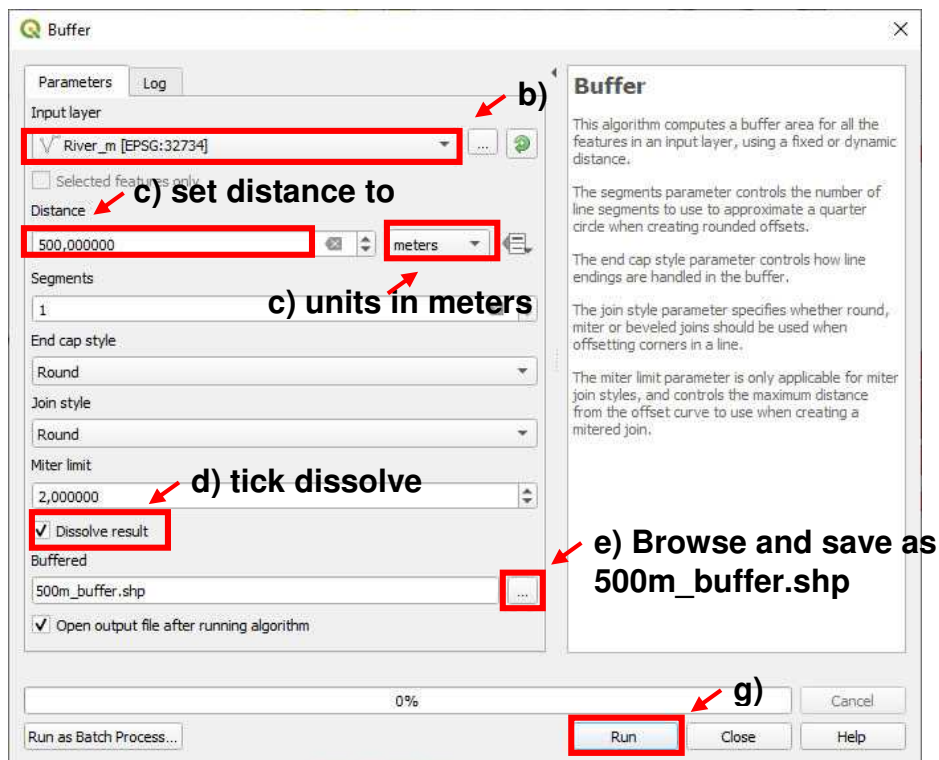 Buffer
Parameters
Log
b)
Input layer
River_m [EPSG:32734]
...
Selected features only
c) set distance to
Distance
500,000000
meters
Segments
c) units in meters
1
End cap style
Round
Join style
Round
Miter limit
d) tick dissolve
2,000000
Dissolve result
Buffered
e) Browse and save as
500m_buffer.shp
500m_buffer.shp
...
Open output file after running algorithm
Buffer
This algorithm computes a buffer area for all the
features in an input layer, using a fixed or dynamic
distance.
The segments parameter controls the number of
line segments to use to approximate a quarter
circle when creating rounded offsets.
The end cap style parameter controls how line
endings are handled in the buffer.
The join style parameter specifies whether round,
miter or beveled joins should be used when
offsetting corners in a line.
The miter limit parameter is only applicable for miter
join styles, and controls the maximum distance
from the offset curve to use when creating a
mitered join.
0%
g)
Cancel
Run as Batch Process...
Run
Close
Help